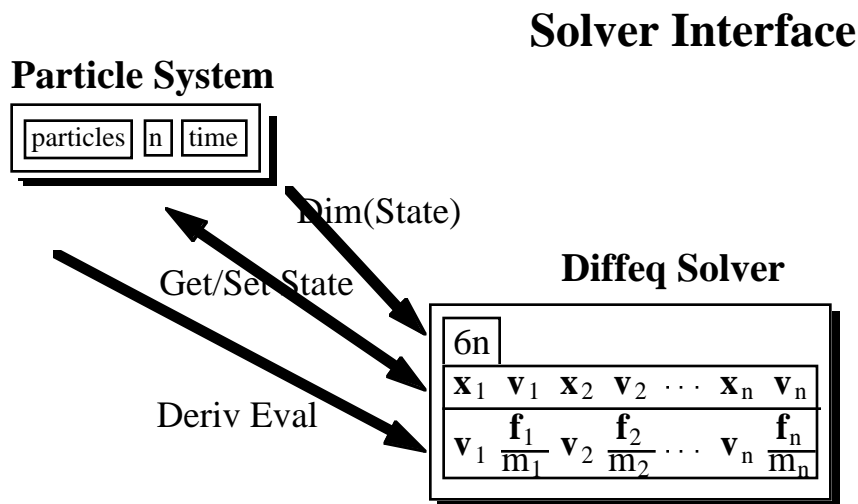 Solver Interface
Particle System
particles n time
Dim(State)
Get/Set State
Diffeq Solver
6n
x₁ v₁ x₂ v₂ ··· xₙ vₙ
Deriv Eval
v₁ f₁/m₁ v₂ f₂/m₂ ··· vₙ fₙ/mₙ